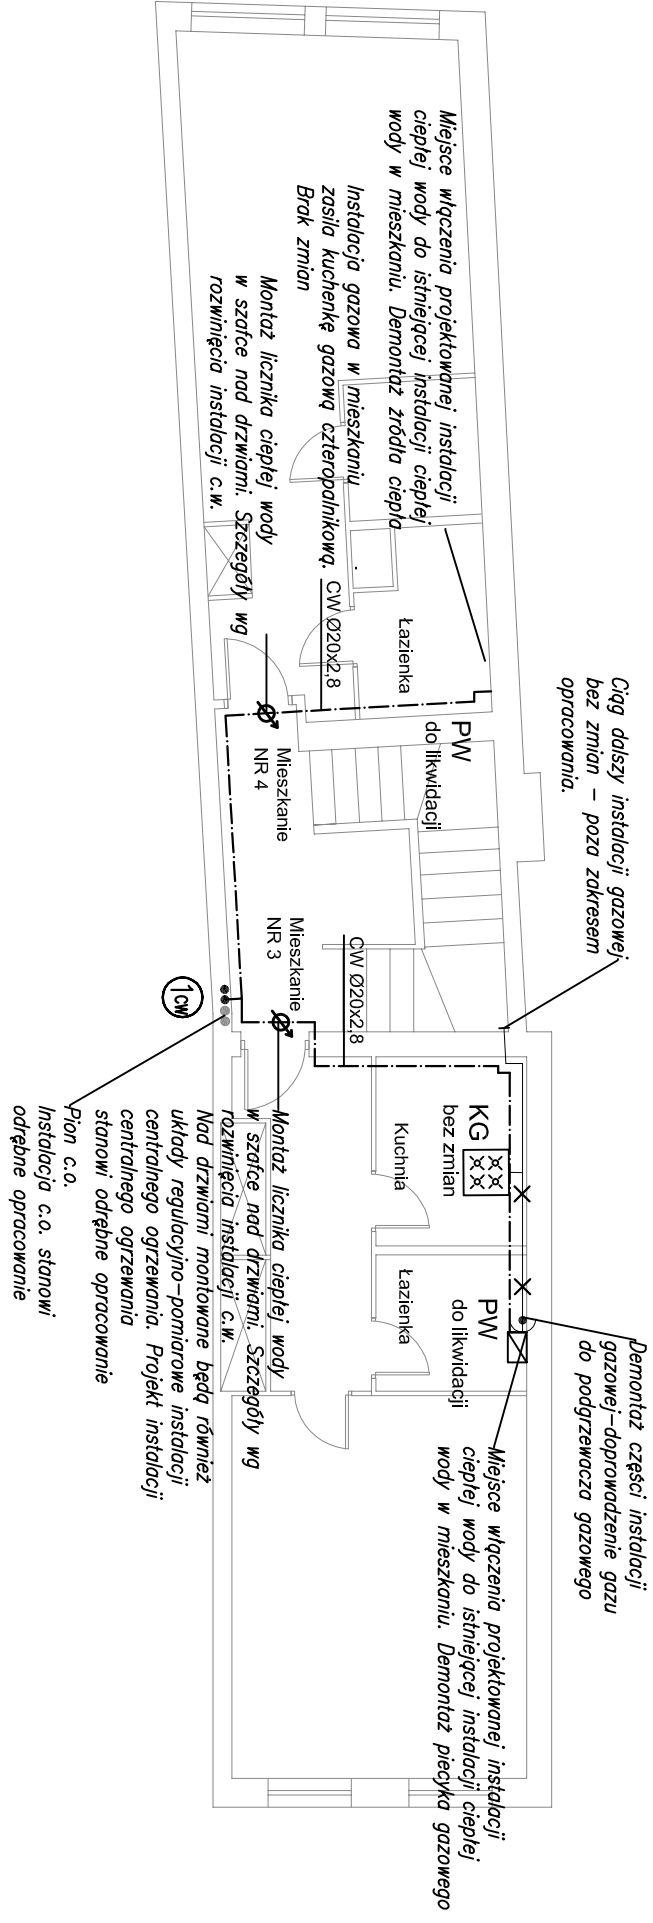 Miejsce włączenia projektowanej instalacji
ciepłej wody do istniejącej instalacji ciepłej
wody w mieszkaniu. Demontaż źródła ciepła
Instalacja gazowa w mieszkaniu
zasila kuchenkę gazową czteropalnikową.
Brak zmian
Montaż licznika ciepłej wody
w szafce nad drzwiami. Szczegóły wg
rozwinięcia instalacji c.w.
CW Ø20x2,8
Łazienka
PW
do likwidacji
Mieszkanie
NR 4
Ciąg dalszy instalacji gazowej
bez zmian – poza zakresem
opracowania.
Mieszkanie
NR 3
CW Ø20x2,8
1cw
KG
bez zmian
Kuchnia
Łazienka
PW
do likwidacji
Demontaż części instalacji
gazowej–doprowadzenie gazu
do podgrzewacza gazowego
Miejsce włączenia projektowanej instalacji
ciepłej wody do istniejącej instalacji ciepłej
wody w mieszkaniu. Demontaż piecyka gazowego
Montaż licznika ciepłej wody
w szafce nad drzwiami. Szczegóły wg
rozwinięcia instalacji c.w.
Nad drzwiami montowane będą również
układy regulacyjno–pomiarowe instalacji
centralnego ogrzewania. Projekt instalacji
centralnego ogrzewania
stanowi odrębne opracowanie
Pion c.o.
Instalacja c.o. stanowi
odrębne opracowanie